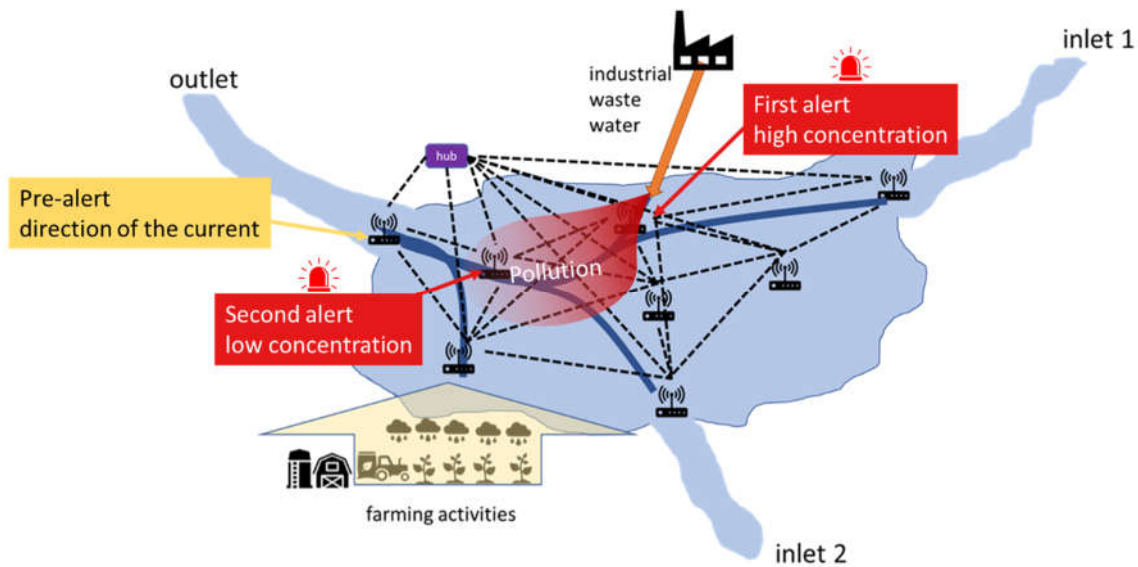 inlet 1
outlet
industrial
waste
water
First alert
high concentration
hub
Pre-alert
direction of the current
Pollution
Second alert
low concentration
farming activities
inlet 2